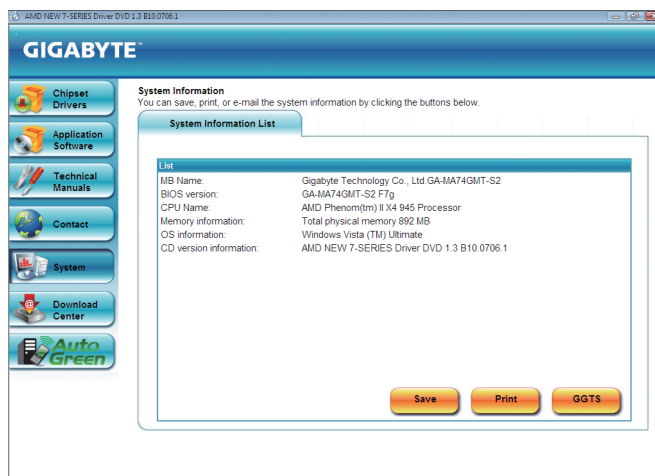 AMD NEW 7-SERIES Driver DVD 1.3 B10.0706.1
GIGABYTE™
Chipset
Drivers
Application
Software
Technical
Manuals
Contact
System
Download
Center
Auto
Green
System Information
You can save, print, or e-mail the system information by clicking the buttons below.
System Information List
List
MB Name: Gigabyte Technology Co., Ltd.GA-MA74GMT-S2
BIOS version: GA-MA74GMT-S2 F7g
CPU Name: AMD Phenom(tm) II X4 945 Processor
Memory information: Total physical memory 892 MB
OS information: Windows Vista (TM) Ultimate
CD version information: AMD NEW 7-SERIES Driver DVD 1.3 B10.0706.1
Save Print GGTS